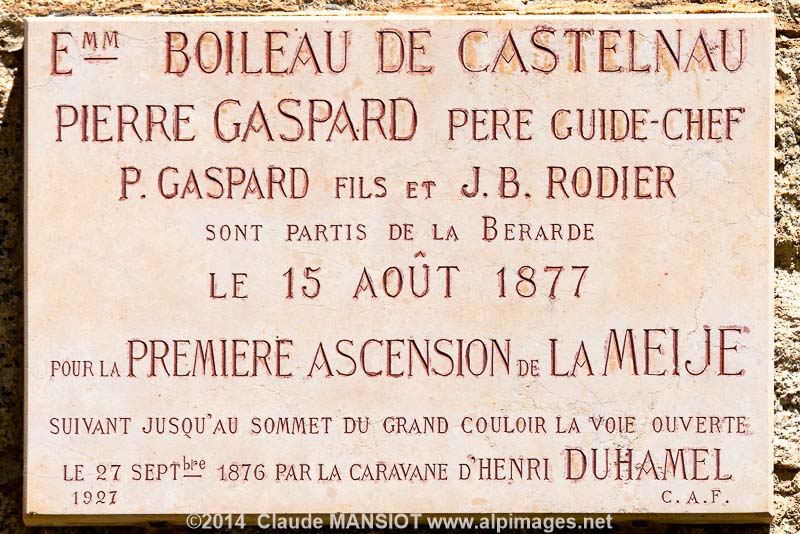 Emm BOILEAU DE CASTELNAU
PIERRE GASPARD PERE GUIDE-CHEF
P. GASPARD FILS ET J. B. RODIER
SONT PARTIS DE LA BERARDE
LE 15 AOÛT 1877
POUR LA PREMIERE ASCENSION DE LA MEIJE
SUIVANT JUSQU'AU SOMMET DU GRAND COULOIR LA VOIE OUVERTE
LE 27 SEPTbre 1876 PAR LA CARAVANE D'HENRI DUHAMEL
1927 C. A. F.
©2014 Claude MANSIOT www.alpimages.net